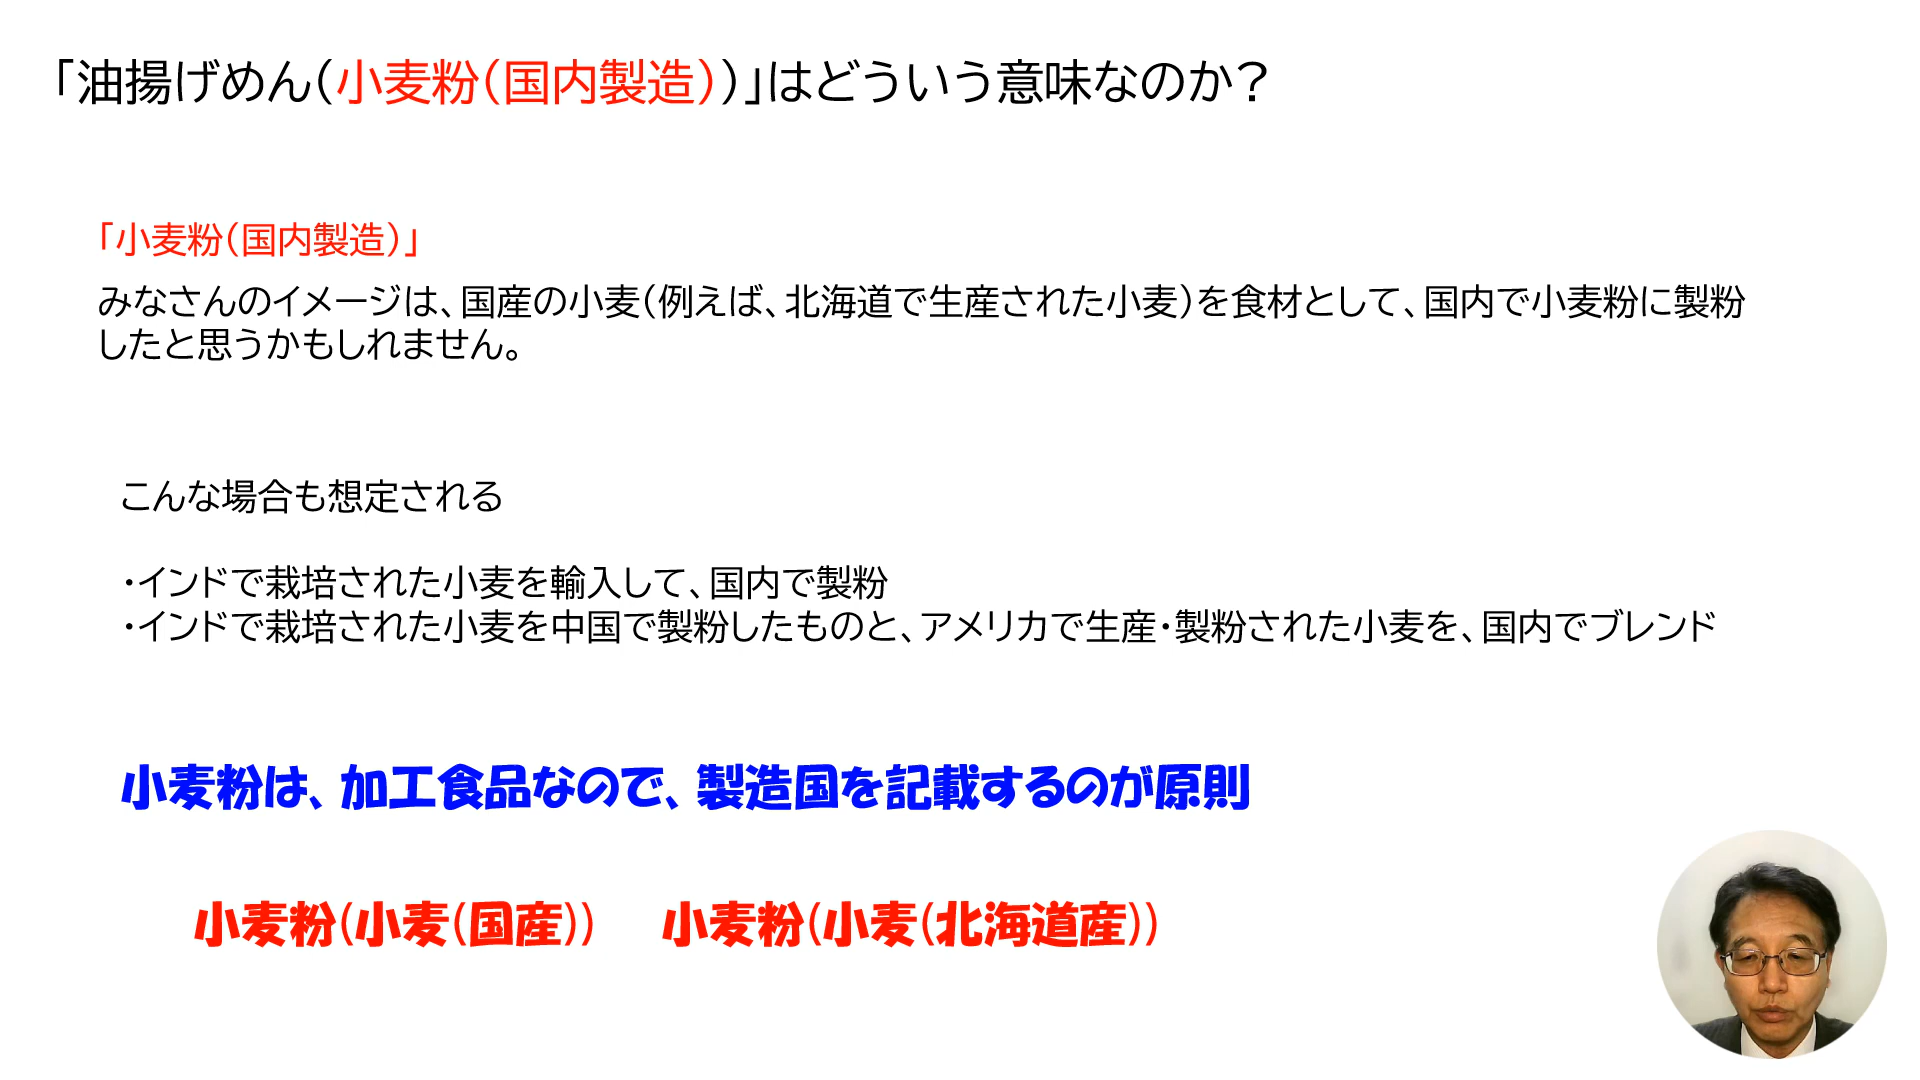 「油揚げめん(小麦粉(国内製造))」はどういう意味なのか?
「小麦粉(国内製造)」
みなさんのイメージは、国産の小麦(例えば、北海道で生産された小麦)を食材として、国内で小麦粉に製粉
したと思うかもしれません。
こんな場合も想定される
・インドで栽培された小麦を輸入して、国内で製粉
・インドで栽培された小麦を中国で製粉したものと、アメリカで生産・製粉された小麦を、国内でブレンド
小麦粉は、加工食品なので、製造国を記載するのが原則
小麦粉(小麦(国産))　小麦粉(小麦(北海道産))